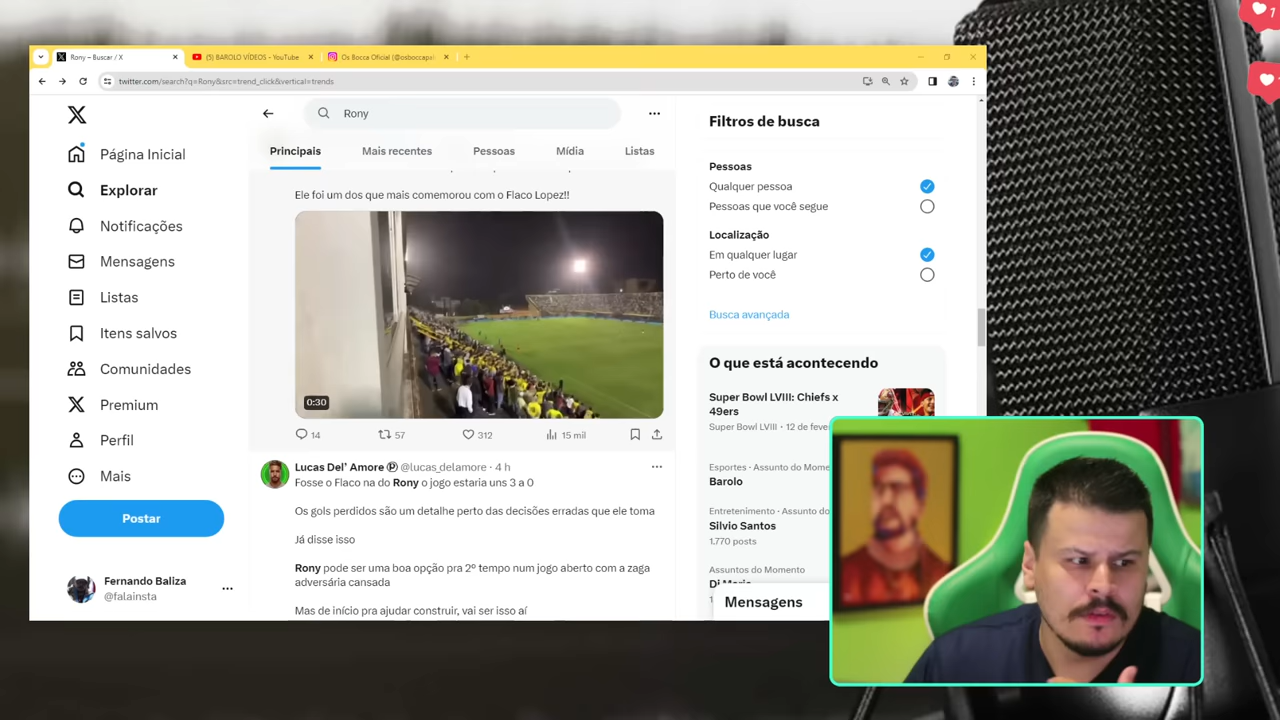 1
Rony – Buscar / X
(5) BAROLO VÍDEOS - YouTube
Os Bocca Oficial (@osboccapa
twitter.com/search?q=Rony&src=trend_click&vertical=trends
Rony
Principais
Mais recentes
Pessoas
Mídia
Listas
Página Inicial
Explorar
Notificações
Mensagens
Listas
Itens salvos
Comunidades
Premium
Perfil
Mais
Postar
Fernando Baliza
@falainsta
Ele foi um dos que mais comemorou com o Flaco Lopez!!
0:30
14
57
312
15 mil
Lucas Del' Amore @lucas_delamore · 4 h
Fosse o Flaco na do Rony o jogo estaria uns 3 a 0
Os gols perdidos são um detalhe perto das decisões erradas que ele toma
Já disse isso
Rony pode ser uma boa opção pra 2º tempo num jogo aberto com a zaga
adversária cansada
Mas de início pra ajudar construir, vai ser isso aí
Filtros de busca
Pessoas
Qualquer pessoa
Pessoas que você segue
Localização
Em qualquer lugar
Perto de você
Busca avançada
O que está acontecendo
Super Bowl LVIII: Chiefs x
49ers
Super Bowl LVIII · 12 de feve
Esportes · Assunto do Mome
Barolo
Entretenimento · Assunto do
Silvio Santos
1.770 posts
Assuntos do Momento
Di Maria
Mensagens